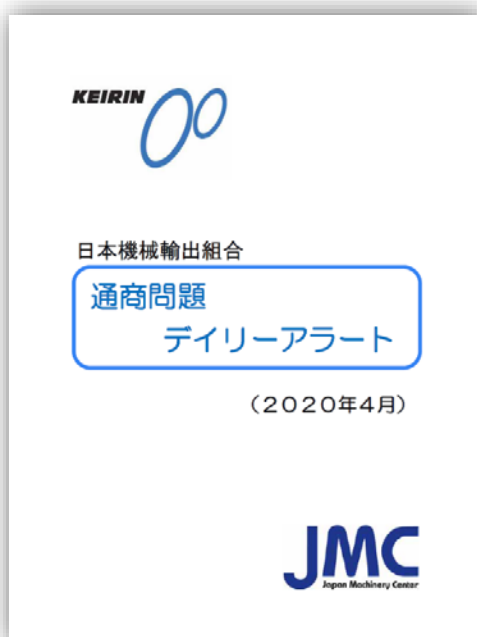 KEIRIN
日本機械輸出組合
通商問題
デイリーアラート
（２０２０年４月）
JMC
Japan Machinery Center